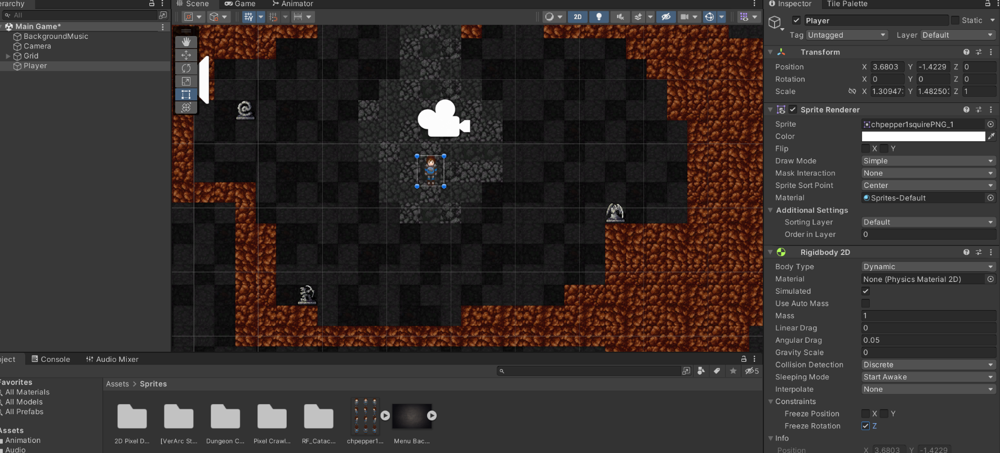 erarchy
All
Main Game*
BackgroundMusic
Camera
Grid
Player
Scene
Game
Animator
2D
Inspector
Tile Palette
Player
Static
Tag Untagged Layer Default
Transform
Position X 3.6803 Y -1.4229 Z 0
Rotation X 0 Y 0 Z 0
Scale X 1.30947: Y 1.48250: Z 1
Sprite Renderer
Sprite chpepper1squirePNG_1
Color
Flip X Y
Draw Mode Simple
Mask Interaction None
Sprite Sort Point Center
Material Sprites-Default
Additional Settings
Sorting Layer Default
Order in Layer 0
Rigidbody 2D
Body Type Dynamic
Material None (Physics Material 2D)
Simulated
Use Auto Mass
Mass 1
Linear Drag 0
Angular Drag 0.05
Gravity Scale 0
Collision Detection Discrete
Sleeping Mode Start Awake
Interpolate None
Constraints
Freeze Position X Y
Freeze Rotation Z
Info
Position X 3.6803 Y -1.4229
oject
Console
Audio Mixer
5
Favorites
All Materials
All Models
All Prefabs
Assets
Animation
Audio
Assets > Sprites
2D Pixel D...
[VerArc St...
Dungeon C...
Pixel Crawl...
RF_Catac...
chpepper1...
Menu Bac...